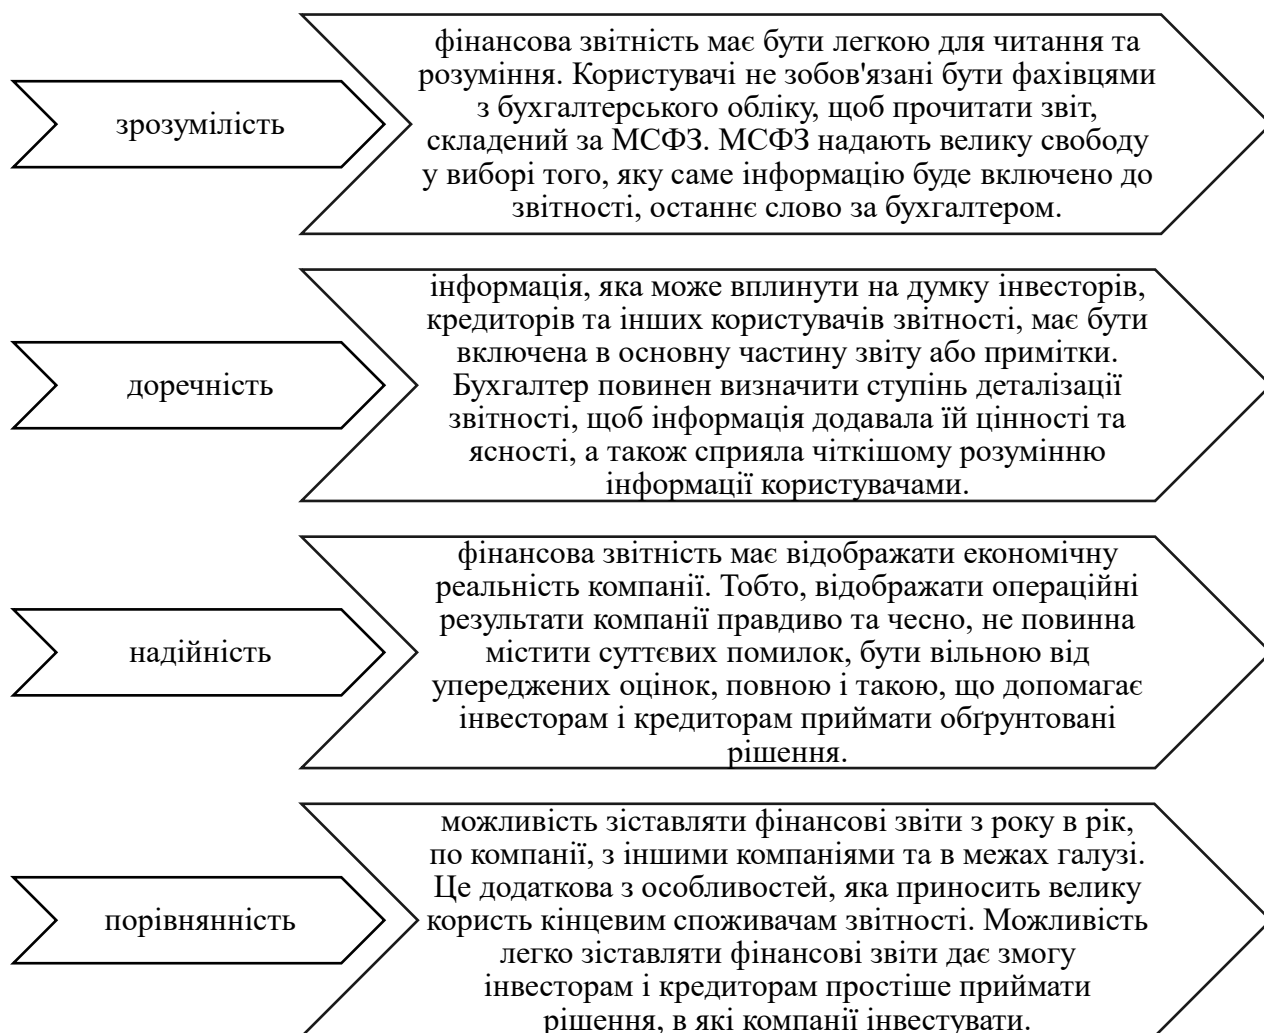 зрозумілість
фінансова звітність має бути легкою для читання та
розуміння. Користувачі не зобов'язані бути фахівцями
з бухгалтерського обліку, щоб прочитати звіт,
складений за МСФЗ. МСФЗ надають велику свободу
у виборі того, яку саме інформацію буде включено до
звітності, останнє слово за бухгалтером.
доречність
інформація, яка може вплинути на думку інвесторів,
кредиторів та інших користувачів звітності, має бути
включена в основну частину звіту або примітки.
Бухгалтер повинен визначити ступінь деталізації
звітності, щоб інформація додавала їй цінності та
ясності, а також сприяла чіткішому розумінню
інформації користувачами.
надійність
фінансова звітність має відображати економічну
реальність компанії. Тобто, відображати операційні
результати компанії правдиво та чесно, не повинна
містити суттєвих помилок, бути вільною від
упереджених оцінок, повною і такою, що допомагає
інвесторам і кредиторам приймати обґрунтовані
рішення.
порівнянність
можливість зіставляти фінансові звіти з року в рік,
по компанії, з іншими компаніями та в межах галузі.
Це додаткова з особливостей, яка приносить велику
користь кінцевим споживачам звітності. Можливість
легко зіставляти фінансові звіти дає змогу
інвесторам і кредиторам простіше приймати
рішення, в які компанії інвестувати.